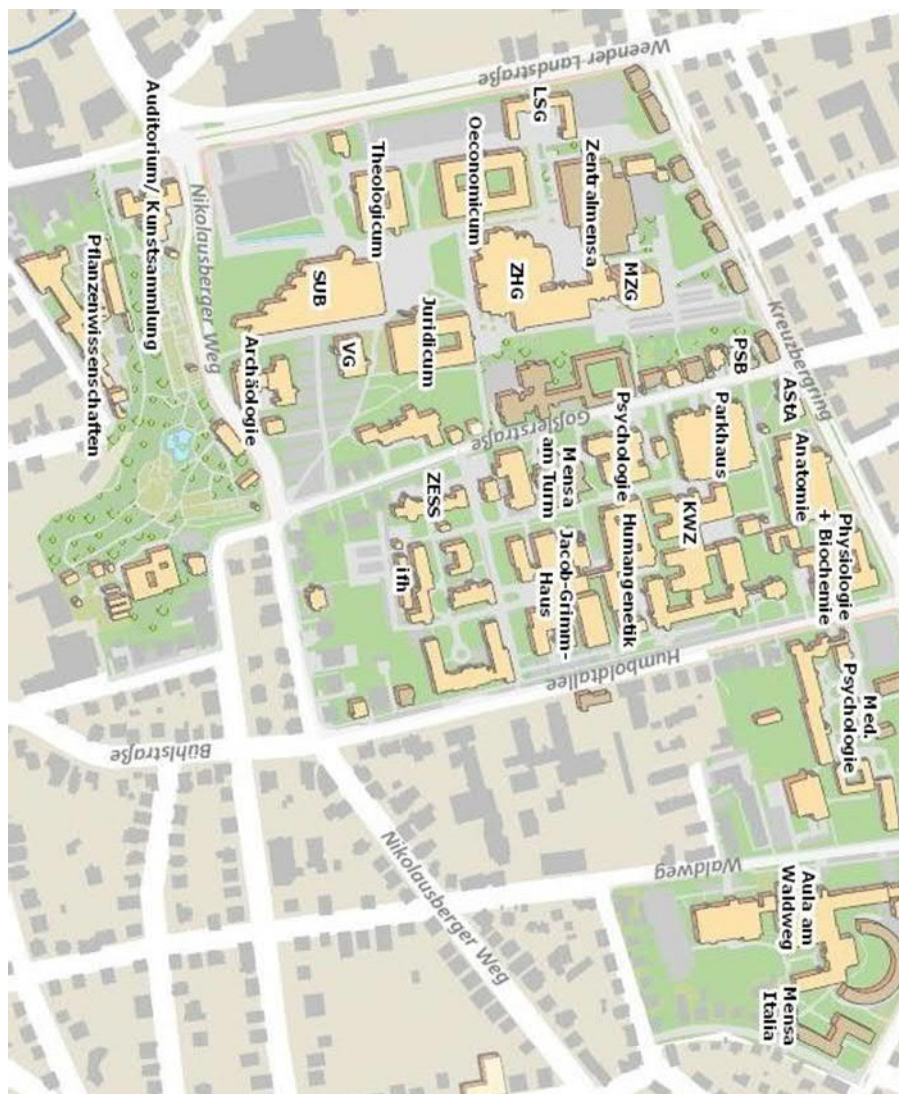 Med.
Psychologie
Physiologie
+ Biochemie
Aula am
Waldweg
Mensa
Italia
Kreuzbergring
AStA
Anatomie
PSB
Parkhaus
Waldweg
KWZ
MZG
Psychologie
Humangenetik
Humboldtallee
Zentralmensa
Weender Landstraße
Mensa
am Turm
Jacob-Grimm-
Haus
LSG
ZHG
Goßlerstraße
Oeconomicum
Juridicum
ZESS
Nikolausberger Weg
ifh
Theologicum
VG
SUB
Archäologie
Nikolausberger Weg
Bühlstraße
Auditorium/ Kunstsammlung
Pflanzenwissenschaften